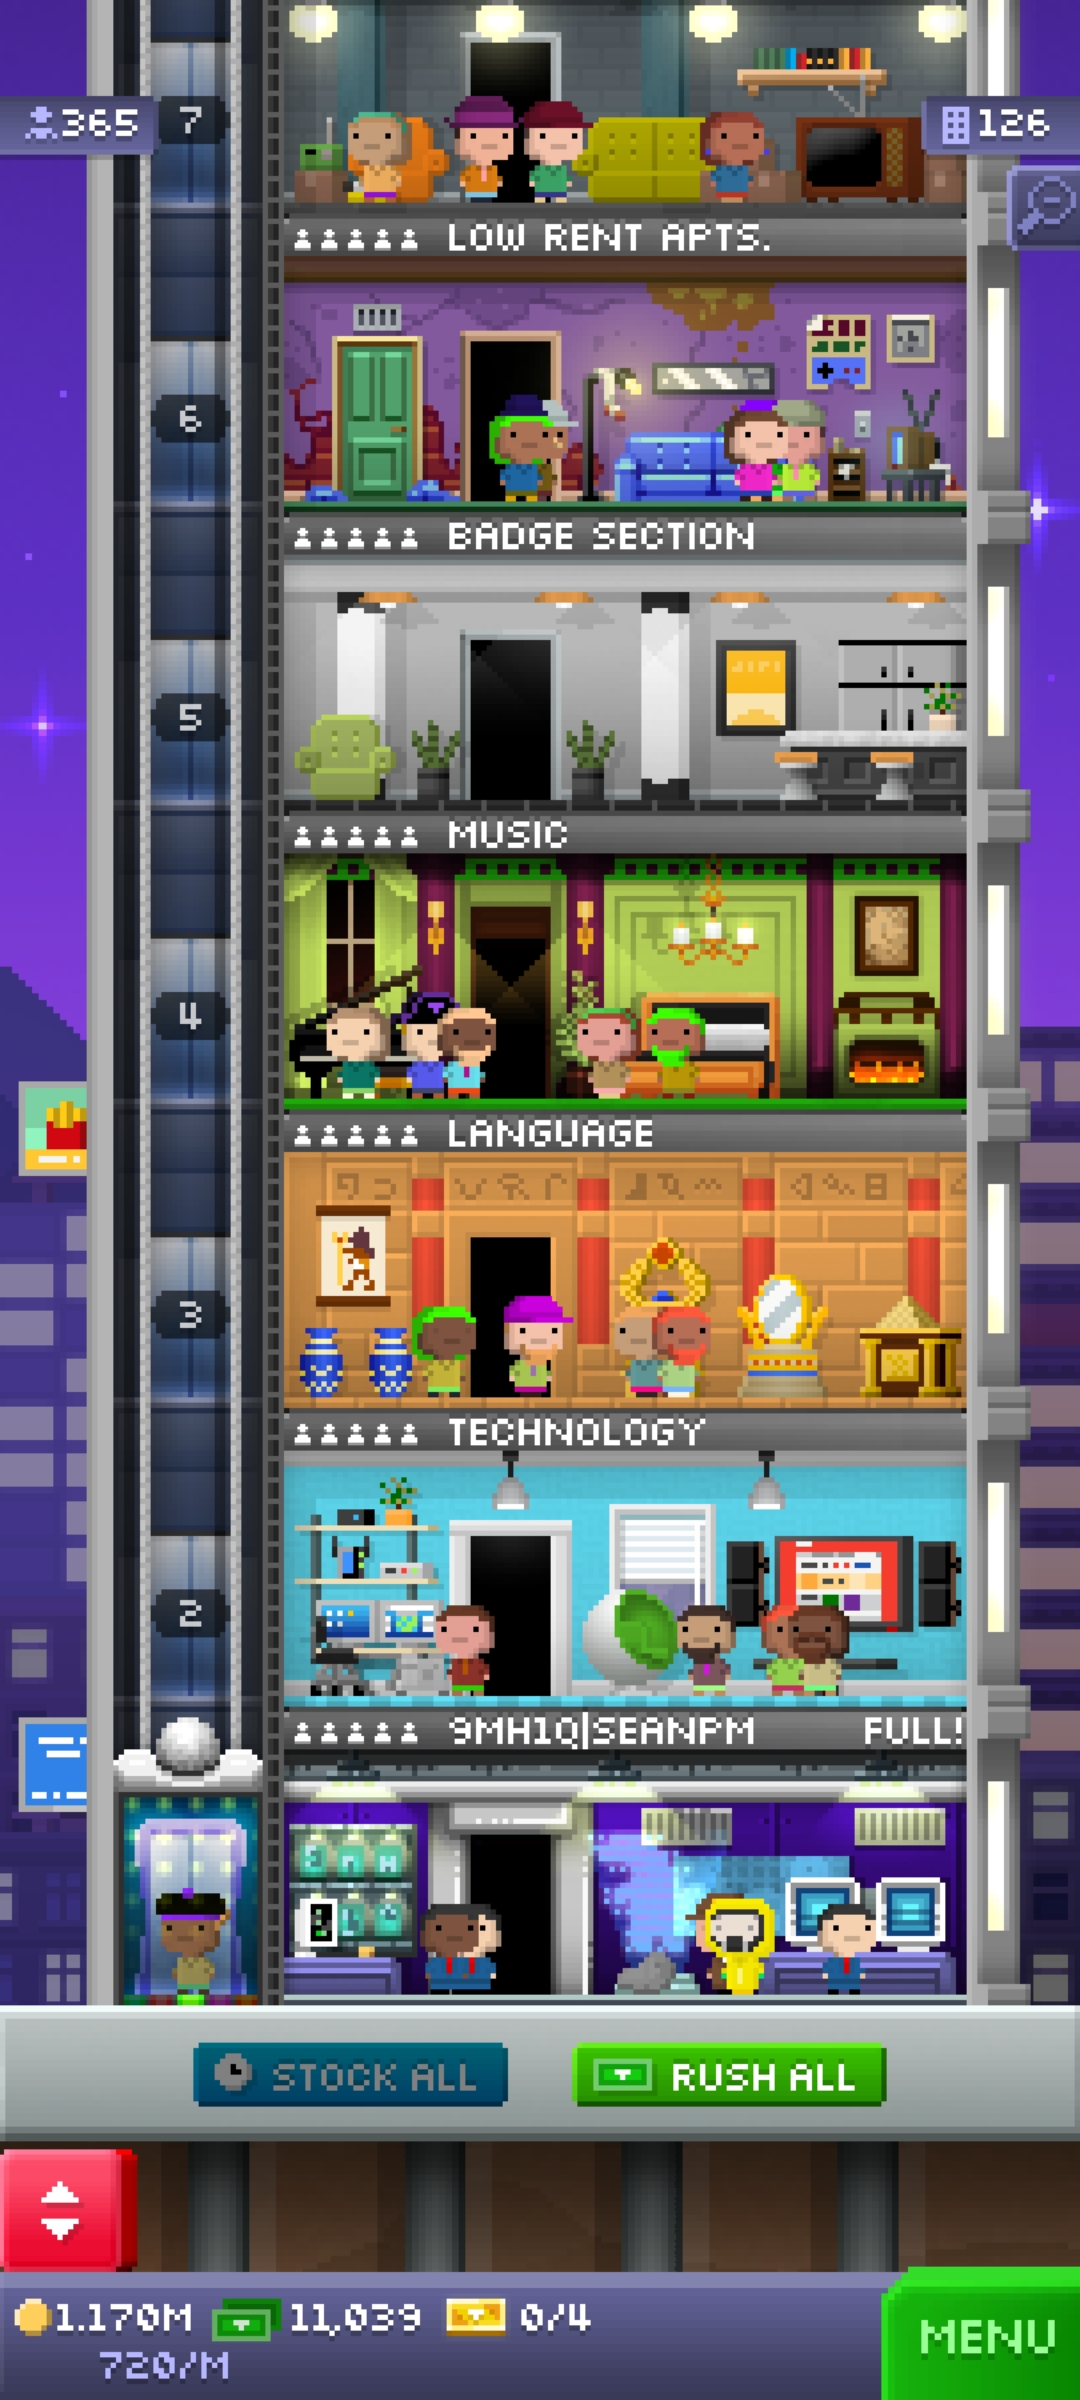 365
7
126
LOW RENT APTS.
6
BADGE SECTION
5
MUSIC
4
LANGUAGE
3
TECHNOLOGY
2
9MH1Q|SEANPM FULL!
STOCK ALL
RUSH ALL
1.170M 11,039 0/4
720/M
MENU